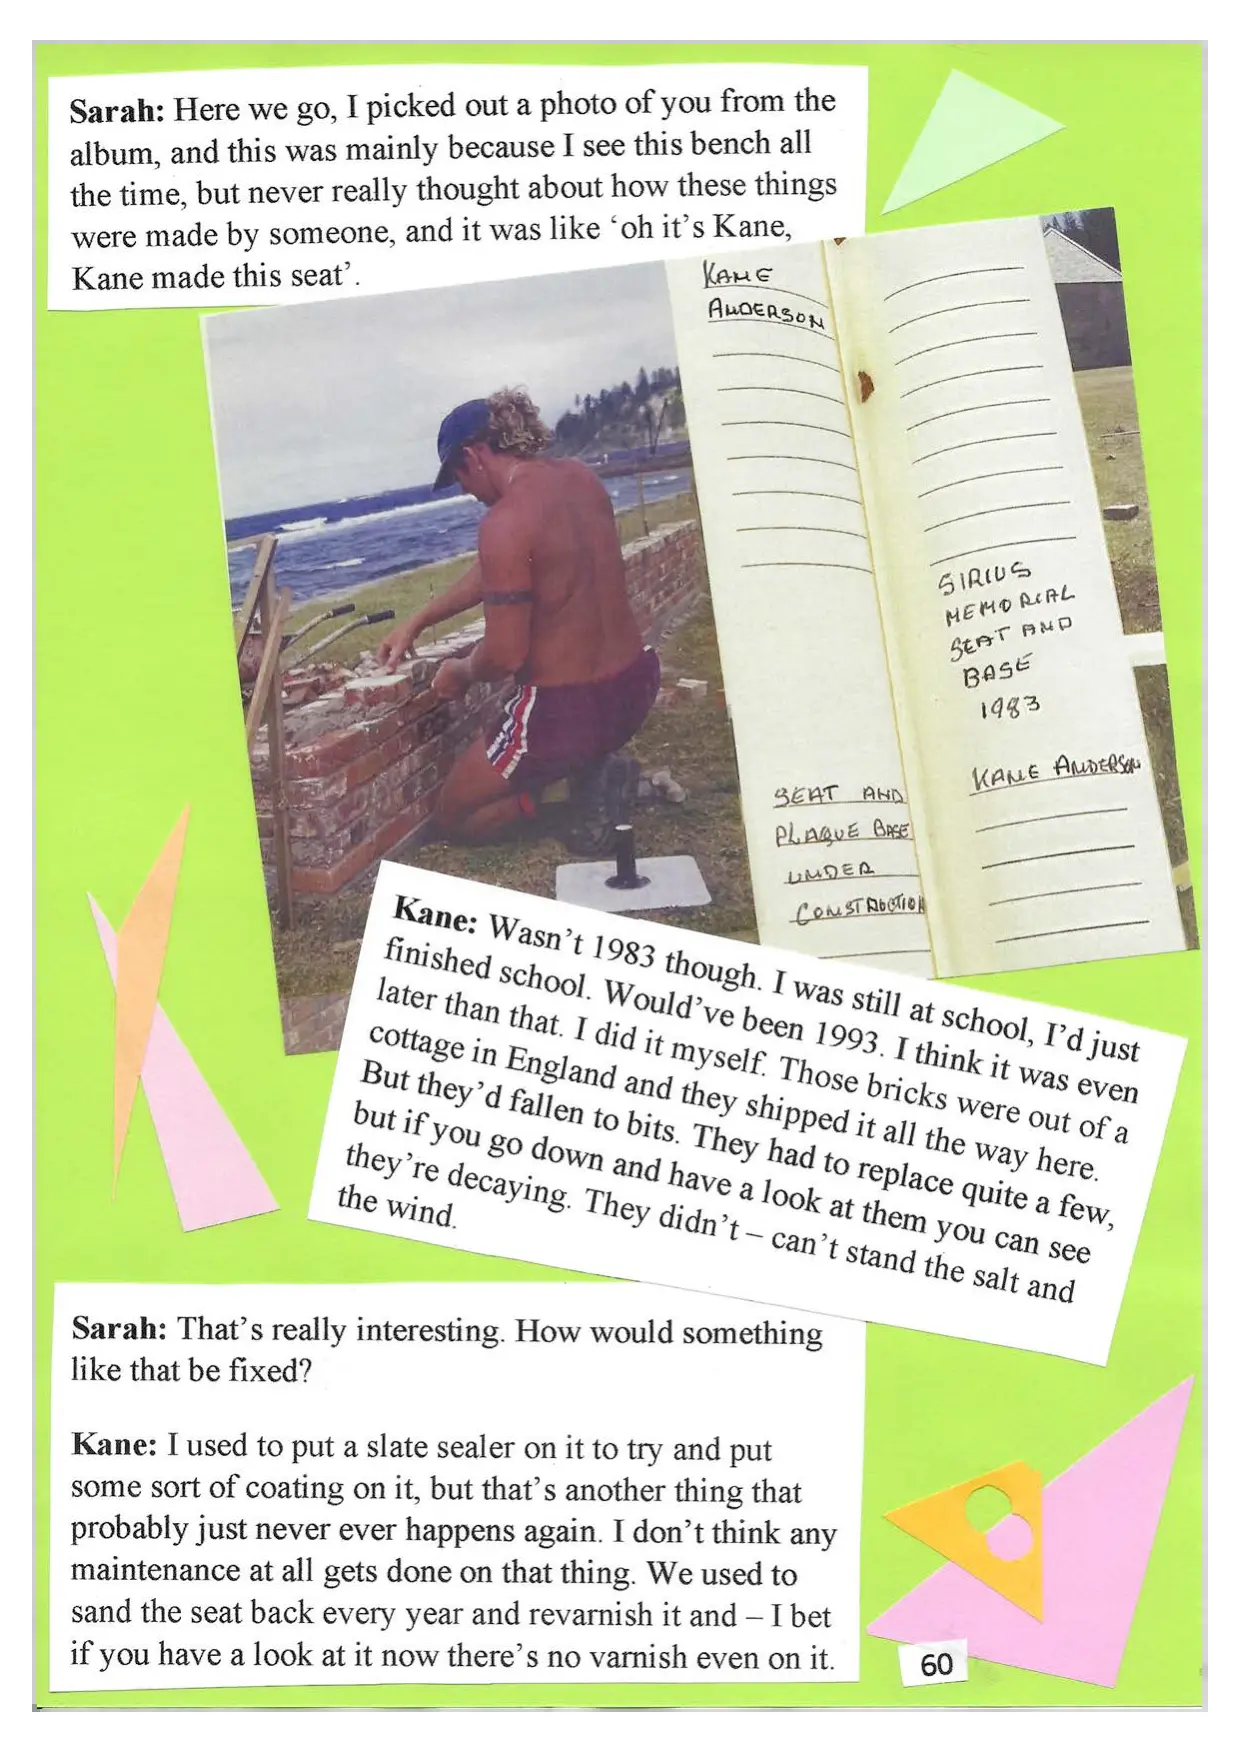 Sarah: Here we go, I picked out a photo of you from the
album, and this was mainly because I see this bench all
the time, but never really thought about how these things
were made by someone, and it was like ‘oh it’s Kane,
Kane made this seat’.
KANE
ANDERSON
SEAT AND
PLAQUE BASE
UNDER
CONSTRUCTION
SIRIUS
MEMORIAL
SEAT AND
BASE
1983
KANE ANDERSON
Kane: Wasn’t 1983 though. I was still at school, I’d just
finished school. Would’ve been 1993. I think it was even
later than that. I did it myself. Those bricks were out of a
cottage in England and they shipped it all the way here.
But they’d fallen to bits. They had to replace quite a few,
but if you go down and have a look at them you can see
they’re decaying. They didn’t – can’t stand the salt and
the wind.
Sarah: That’s really interesting. How would something
like that be fixed?
Kane: I used to put a slate sealer on it to try and put
some sort of coating on it, but that’s another thing that
probably just never ever happens again. I don’t think any
maintenance at all gets done on that thing. We used to
sand the seat back every year and revarnish it and – I bet
if you have a look at it now there’s no varnish even on it.
60